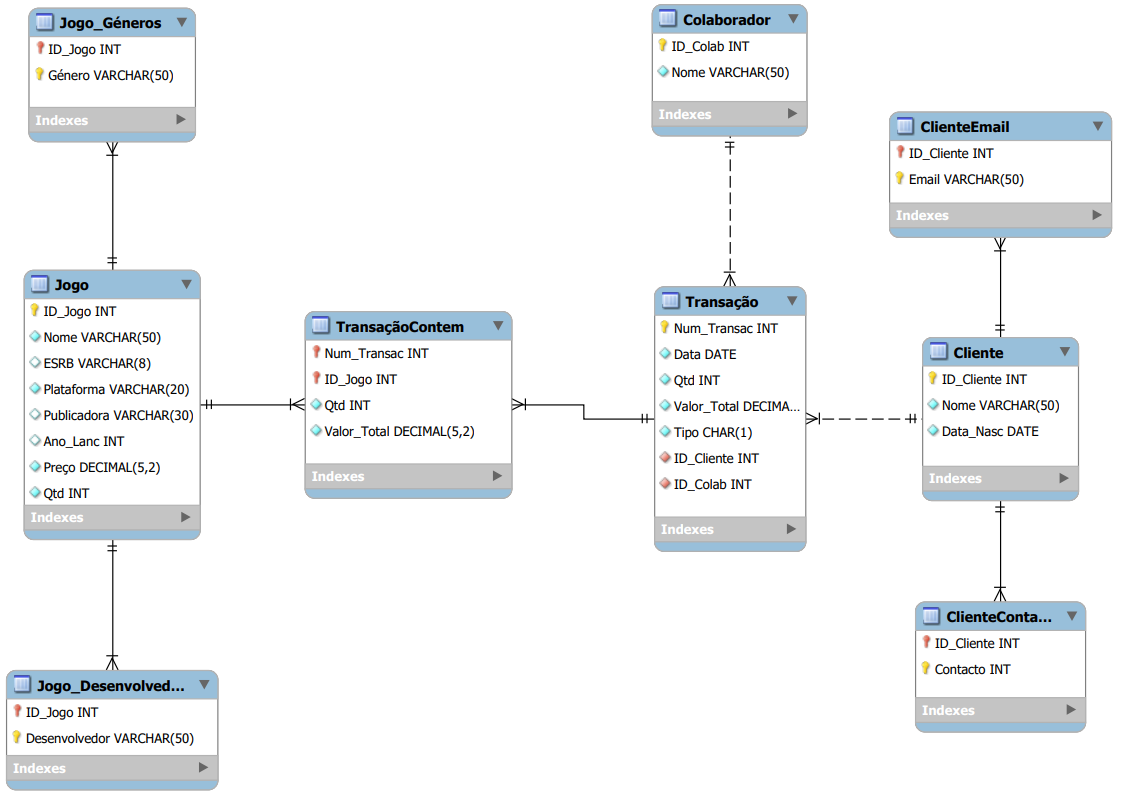 Jogo_Géneros
ID_Jogo INT
Género VARCHAR(50)
Indexes
Colaborador
ID_Colab INT
Nome VARCHAR(50)
Indexes
ClienteEmail
ID_Cliente INT
Email VARCHAR(50)
Indexes
Jogo
ID_Jogo INT
Nome VARCHAR(50)
ESRB VARCHAR(8)
Plataforma VARCHAR(20)
Publicadora VARCHAR(30)
Ano_Lanc INT
Preço DECIMAL(5,2)
Qtd INT
Indexes
TransaçãoContem
Num_Transac INT
ID_Jogo INT
Qtd INT
Valor_Total DECIMAL(5,2)
Indexes
Transação
Num_Transac INT
Data DATE
Qtd INT
Valor_Total DECIMA...
Tipo CHAR(1)
ID_Cliente INT
ID_Colab INT
Indexes
Cliente
ID_Cliente INT
Nome VARCHAR(50)
Data_Nasc DATE
Indexes
Jogo_Desenvolved...
ID_Jogo INT
Desenvolvedor VARCHAR(50)
Indexes
ClienteConta...
ID_Cliente INT
Contacto INT
Indexes